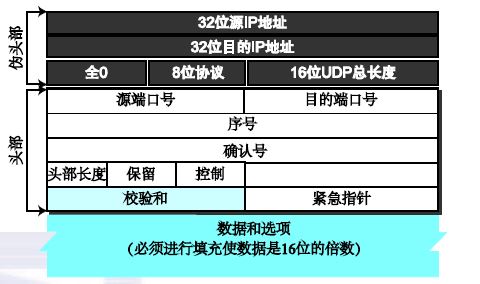 伪头部
32位源IP地址
32位目的IP地址
全0 8位协议 16位UDP总长度
头部
源端口号 目的端口号
序号
确认号
头部长度 保留 控制
校验和 紧急指针
数据和选项
(必须进行填充使数据是16位的倍数)